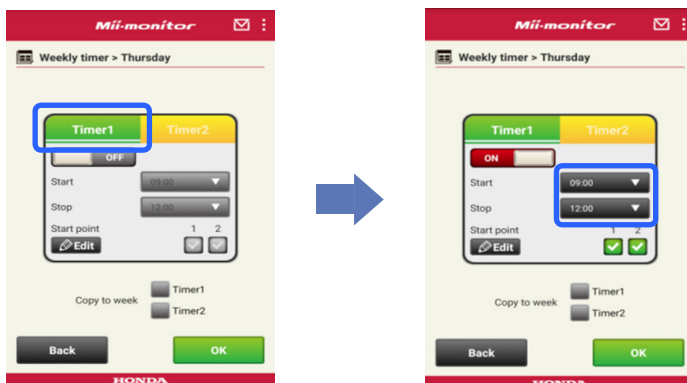 Mii-monitor
Weekly timer > Thursday
Timer1 Timer2
OFF
Start 09:00
Stop 12:00
Start point 1 2
Edit
Copy to week Timer1
Timer2
Back OK
HONDA
Mii-monitor
Weekly timer > Thursday
Timer1 Timer2
ON
Start 09:00
Stop 12:00
Start point 1 2
Edit
Copy to week Timer1
Timer2
Back OK
HONDA